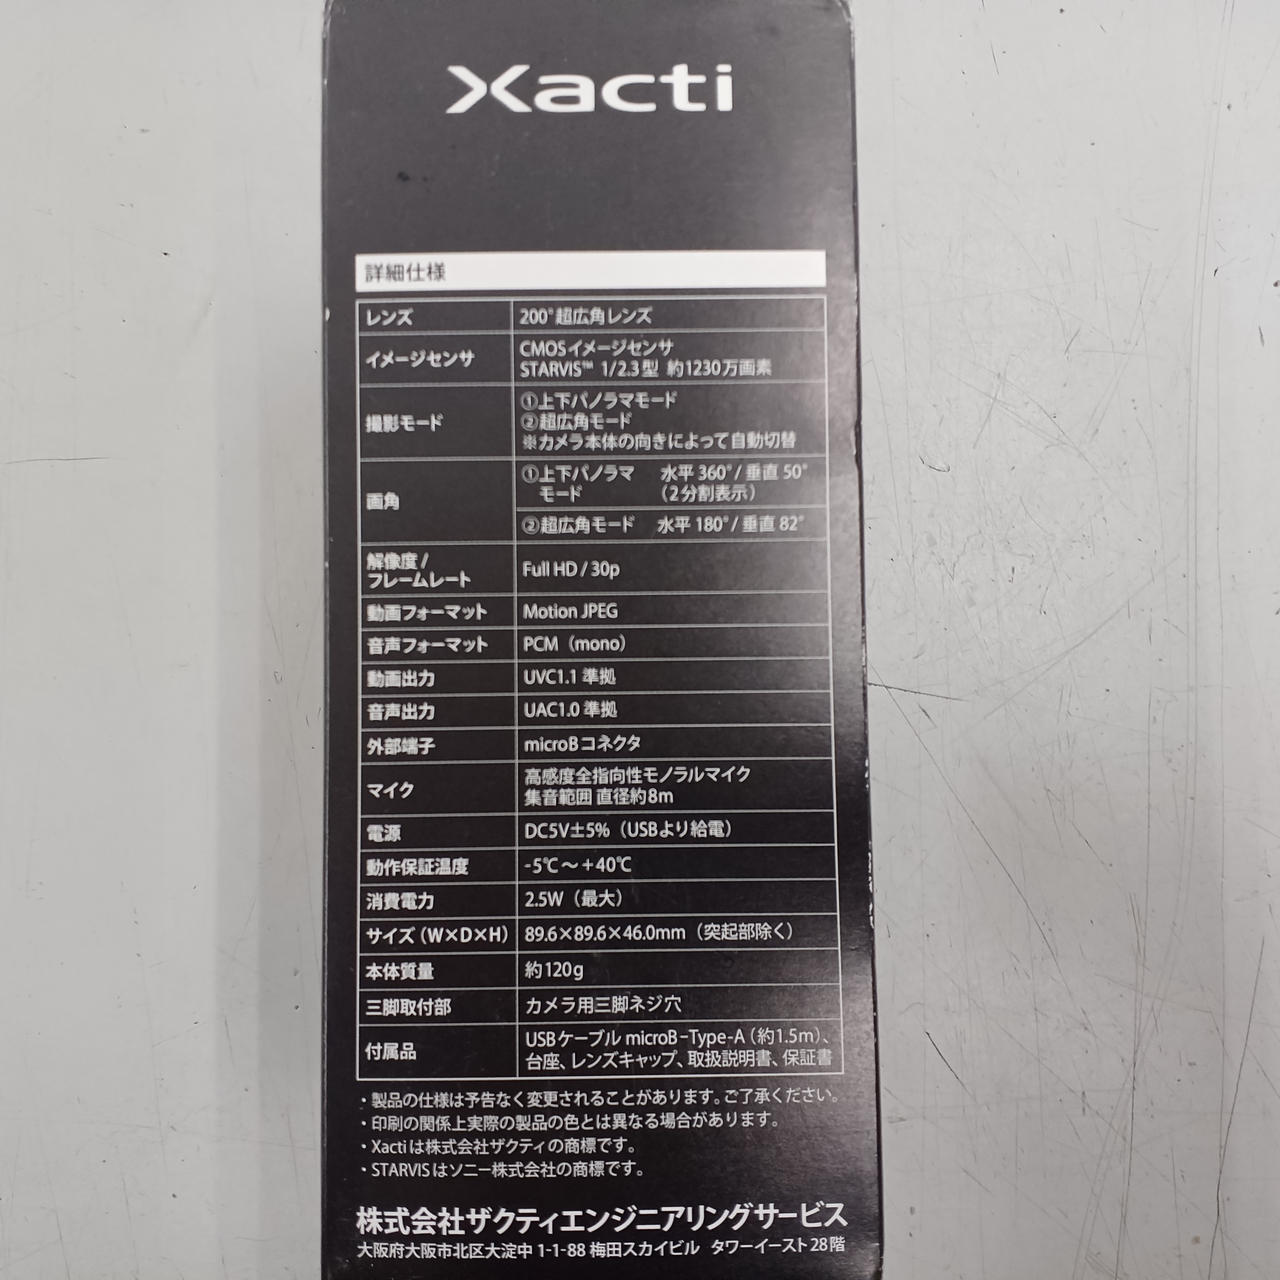 Xacti
詳細仕様
レンズ 200°超広角レンズ
イメージセンサ CMOSイメージセンサ
STARVIS™ 1/2.3型 約1230万画素
撮影モード ①上下パノラマモード
②超広角モード
※カメラ本体の向きによって自動切替
画角 ①上下パノラマ 水平 360°/ 垂直 50°
モード (2分割表示)
②超広角モード 水平 180°/ 垂直 82°
解像度 /
フレームレート Full HD / 30p
動画フォーマット Motion JPEG
音声フォーマット PCM（mono）
動画出力 UVC1.1 準拠
音声出力 UAC1.0 準拠
外部端子 microBコネクタ
マイク 高感度全指向性モノラルマイク
集音範囲 直径約8m
電源 DC5V±5%（USBより給電）
動作保証温度 -5℃～+40℃
消費電力 2.5W（最大）
サイズ（W×D×H） 89.6×89.6×46.0mm（突起部除く）
本体質量 約120g
三脚取付部 カメラ用三脚ネジ穴
付属品 USBケーブル microB-Type-A（約1.5m）、
台座、レンズキャップ、取扱説明書、保証書
・製品の仕様は予告なく変更されることがあります。ご了承ください。
・印刷の関係上実際の製品の色とは異なる場合があります。
・Xactiは株式会社ザクティの商標です。
・STARVISはソニー株式会社の商標です。
株式会社ザクティエンジニアリングサービス
大阪府大阪市北区大淀中 1-1-88 梅田スカイビル タワーイースト28階